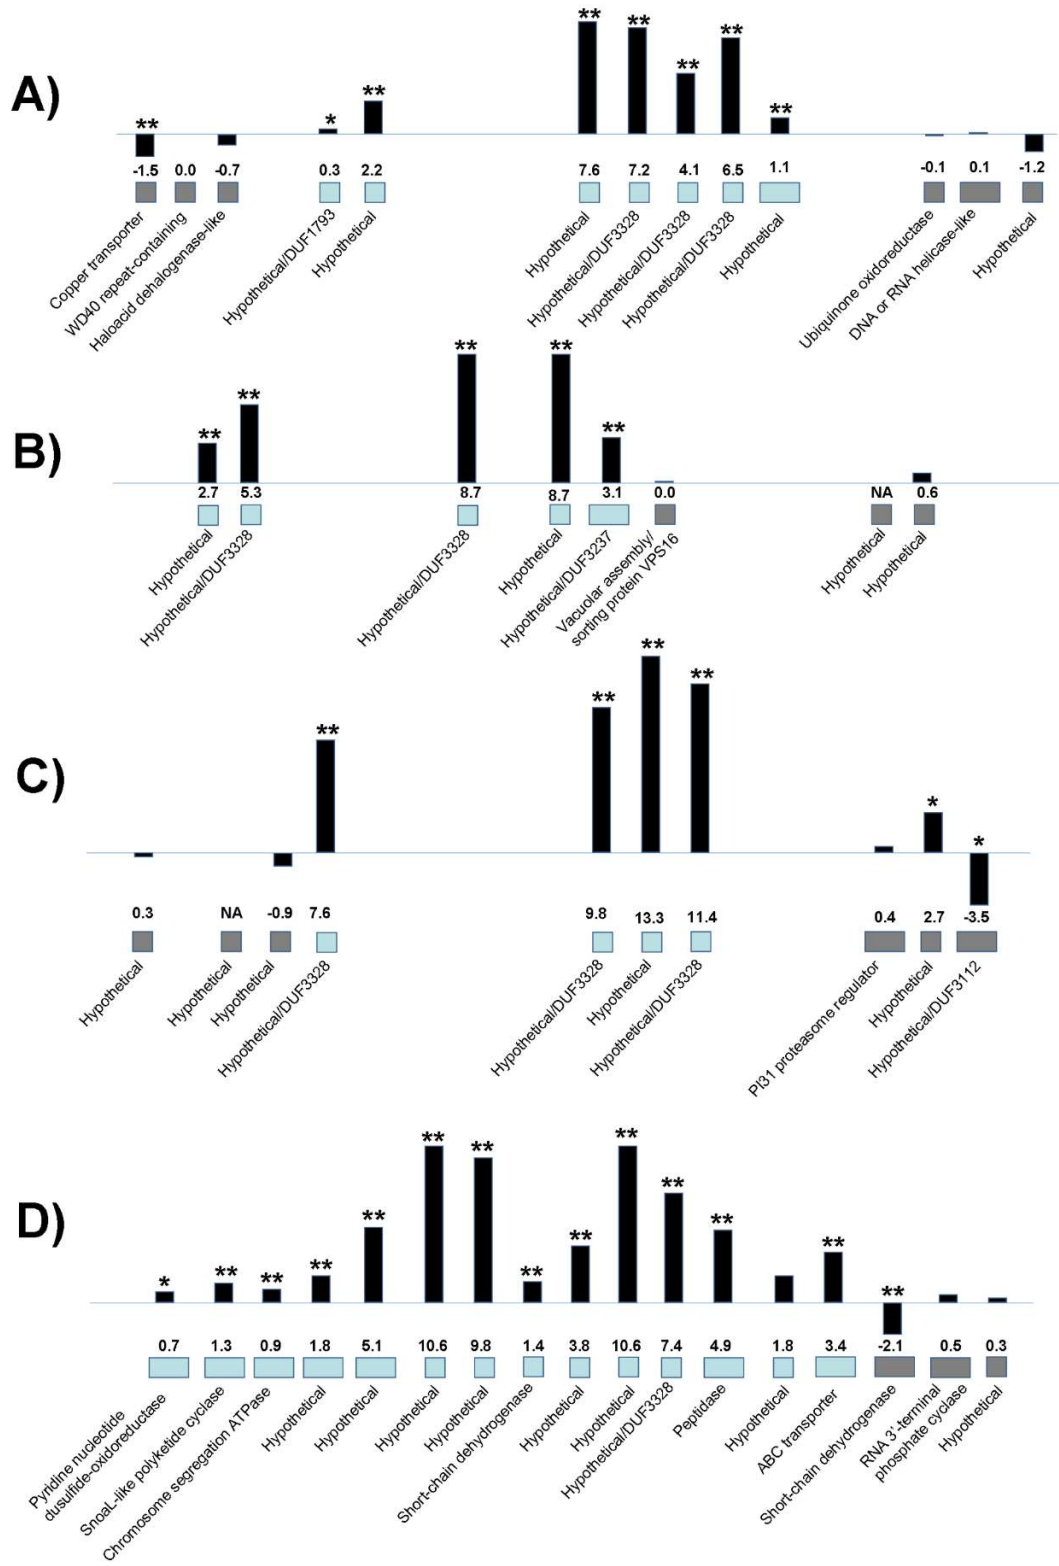 A)
** * ** ** ** ** ** **
-1.5 0.0 -0.7 0.3 2.2 7.6 7.2 4.1 6.5 1.1 -0.1 0.1 -1.2
Copper transporter
WD40 repeat-containing
Haloacid dehalogenase-like
Hypothetical/DUF1793
Hypothetical
Hypothetical
Hypothetical/DUF3328
Hypothetical/DUF3328
Hypothetical/DUF3328
Hypothetical
Ubiquinone oxidoreductase
DNA or RNA helicase-like
Hypothetical
B)
** ** ** ** **
2.7 5.3 8.7 8.7 3.1 0.0 NA 0.6
Hypothetical
Hypothetical/DUF3328
Hypothetical/DUF3328
Hypothetical
Hypothetical/DUF3237
Vacuolar assembly/
sorting protein VPS16
Hypothetical
Hypothetical
C)
** ** ** ** * *
0.3 NA -0.9 7.6 9.8 13.3 11.4 0.4 2.7 -3.5
Hypothetical
Hypothetical
Hypothetical
Hypothetical/DUF3328
Hypothetical/DUF3328
Hypothetical
Hypothetical/DUF3328
PI31 proteasome regulator
Hypothetical
Hypothetical/DUF3112
D)
* ** ** ** ** ** ** ** ** ** ** ** ** **
0.7 1.3 0.9 1.8 5.1 10.6 9.8 1.4 3.8 10.6 7.4 4.9 1.8 3.4 -2.1 0.5 0.3
Pyridine nucleotide
dusulfide-oxidoreductase
SnoaL-like polyketide cyclase
Chromosome segregation ATPase
Hypothetical
Hypothetical
Hypothetical
Hypothetical
Short-chain dehydrogenase
Hypothetical
Hypothetical
Hypothetical/DUF3328
Peptidase
Hypothetical
ABC transporter
Short-chain dehydrogenase
RNA 3'-terminal
phosphate cyclase
Hypothetical